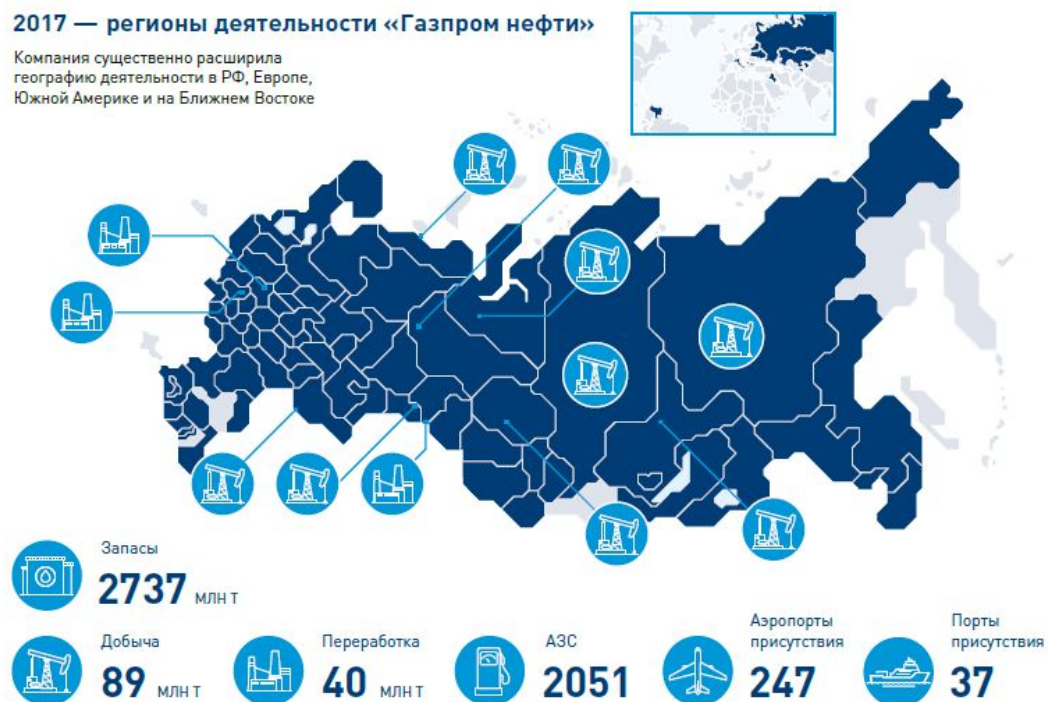 2017 — регионы деятельности «Газпром нефти»
Компания существенно расширила
географию деятельности в РФ, Европе,
Южной Америке и на Ближнем Востоке
Запасы
2737 млн т
Добыча
89 млн т
Переработка
40 млн т
АЗС
2051
Аэропорты
присутствия
247
Порты
присутствия
37